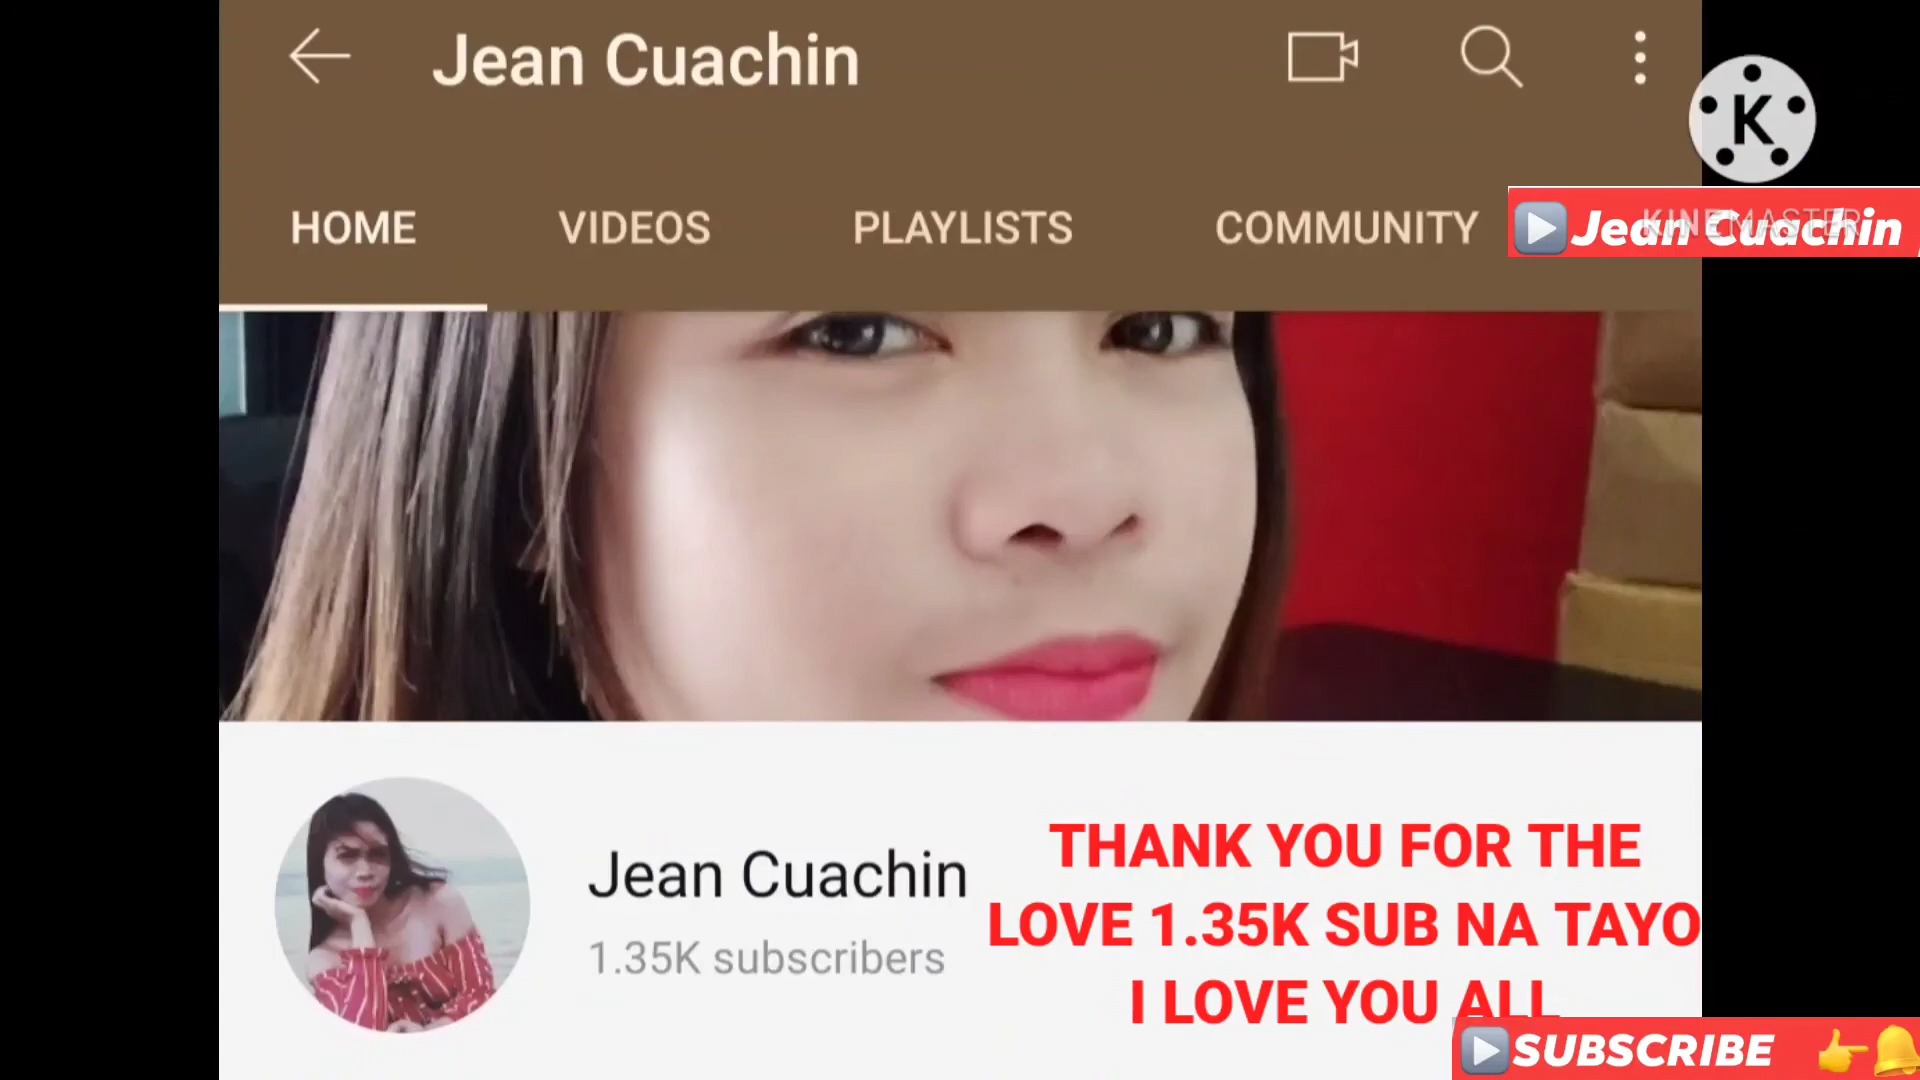 Jean Cuachin
K
HOME VIDEOS PLAYLISTS COMMUNITY
Jean Cuachin
KINEMASTER
Jean Cuachin
1.35K subscribers
THANK YOU FOR THE
LOVE 1.35K SUB NA TAYO
I LOVE YOU ALL
SUBSCRIBE